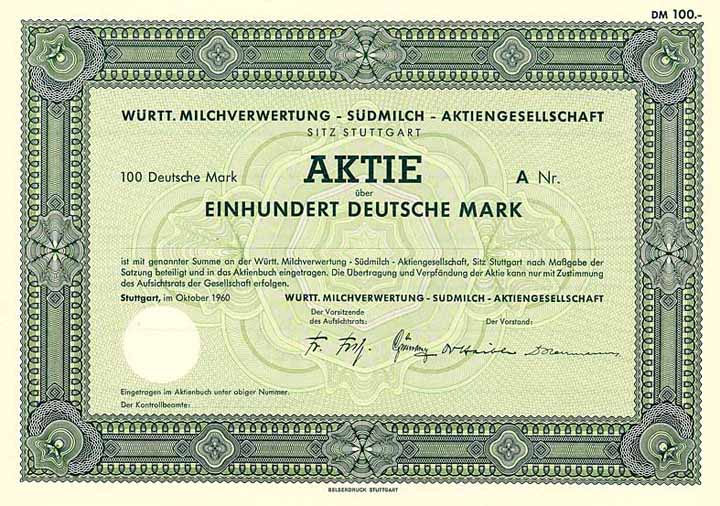 DM 100.-
WÜRTT. MILCHVERWERTUNG - SÜDMILCH - AKTIENGESELLSCHAFT
SITZ STUTTGART
100 Deutsche Mark AKTIE A Nr.
über
EINHUNDERT DEUTSCHE MARK
ist mit genannter Summe an der Württ. Milchverwertung - Südmilch - Aktiengesellschaft, Sitz Stuttgart nach Maßgabe der
Satzung beteiligt und in das Aktienbuch eingetragen. Die Übertragung und Verpfändung der Aktie kann nur mit Zustimmung
des Aufsichtsrats der Gesellschaft erfolgen.
Stuttgart, im Oktober 1960 WÜRTT. MILCHVERWERTUNG - SÜDMILCH - AKTIENGESELLSCHAFT
Der Vorsitzende
des Aufsichtsrats: Der Vorstand:
Eingetragen im Aktienbuch unter obiger Nummer.
Der Kontrollbeamte:
BELSERDRUCK STUTTGART